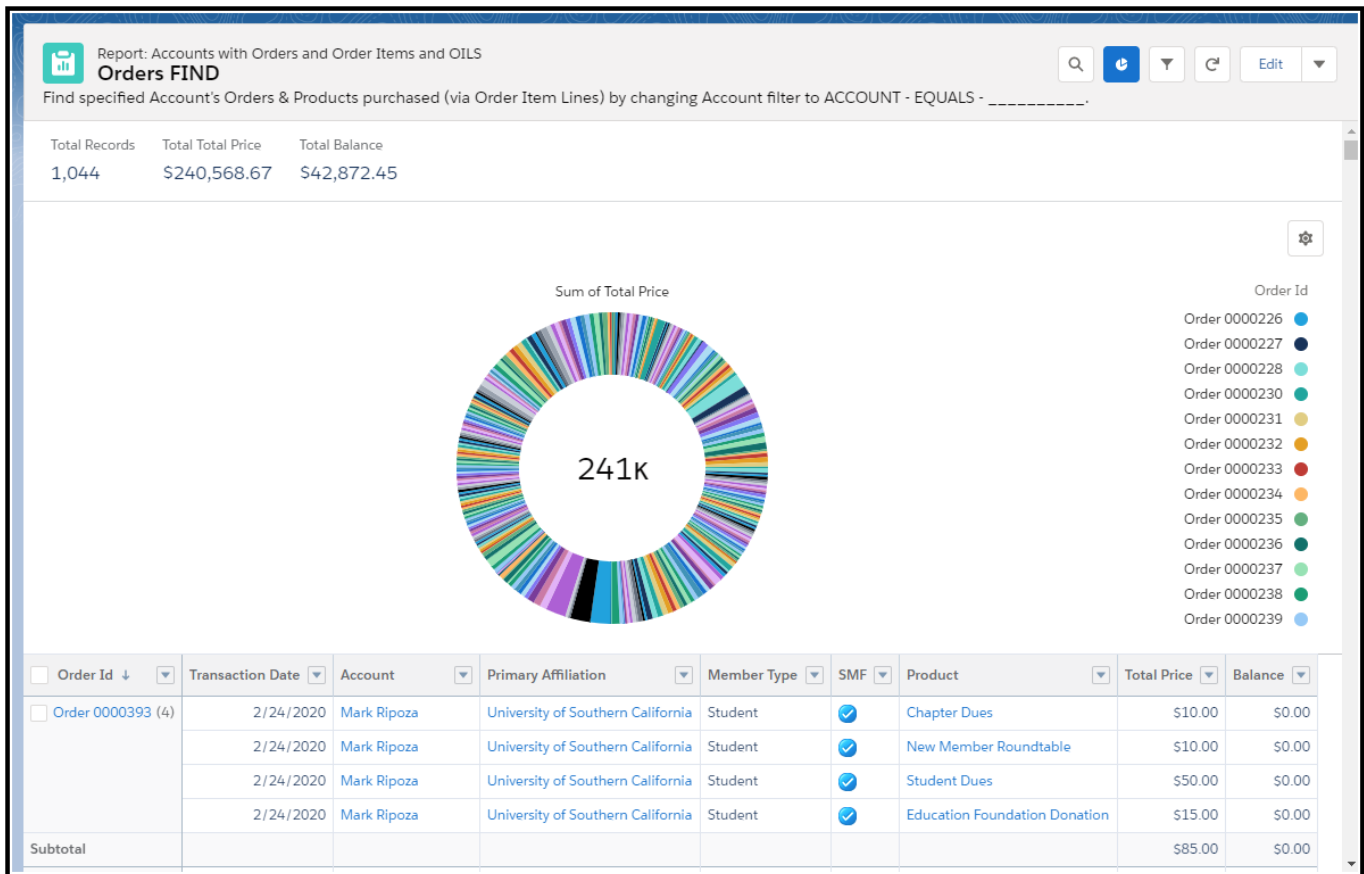 Report: Accounts with Orders and Order Items and OILS
Orders FIND
Edit
Find specified Account's Orders & Products purchased (via Order Item Lines) by changing Account filter to ACCOUNT - EQUALS - __________.
Total Records Total Total Price Total Balance
1,044 $240,568.67 $42,872.45
Sum of Total Price
241K
Order Id
Order 0000226
Order 0000227
Order 0000228
Order 0000230
Order 0000231
Order 0000232
Order 0000233
Order 0000234
Order 0000235
Order 0000236
Order 0000237
Order 0000238
Order 0000239
Order Id ↓ Transaction Date Account Primary Affiliation Member Type SMF Product Total Price Balance
Order 0000393 (4) 2/24/2020 Mark Ripoza University of Southern California Student Chapter Dues $10.00 $0.00
2/24/2020 Mark Ripoza University of Southern California Student New Member Roundtable $10.00 $0.00
2/24/2020 Mark Ripoza University of Southern California Student Student Dues $50.00 $0.00
2/24/2020 Mark Ripoza University of Southern California Student Education Foundation Donation $15.00 $0.00
Subtotal $85.00 $0.00